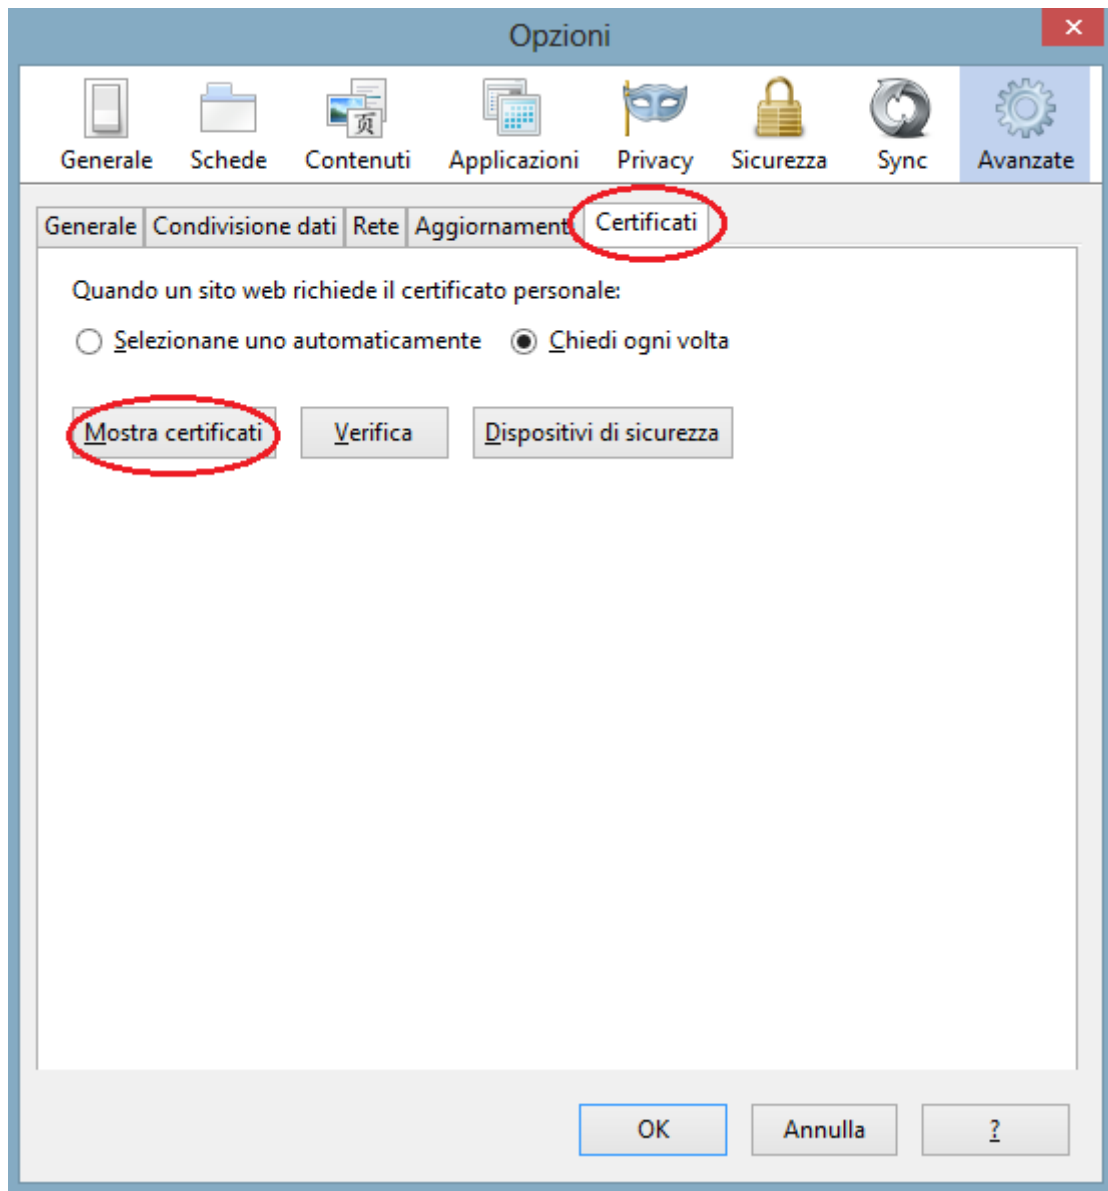 Opzioni
页
Generale Schede Contenuti Applicazioni Privacy Sicurezza Sync Avanzate
Generale Condivisione dati Rete Aggiornament Certificati
Quando un sito web richiede il certificato personale:
Selezionane uno automaticamente Chiedi ogni volta
Mostra certificati Verifica Dispositivi di sicurezza
OK Annulla ?